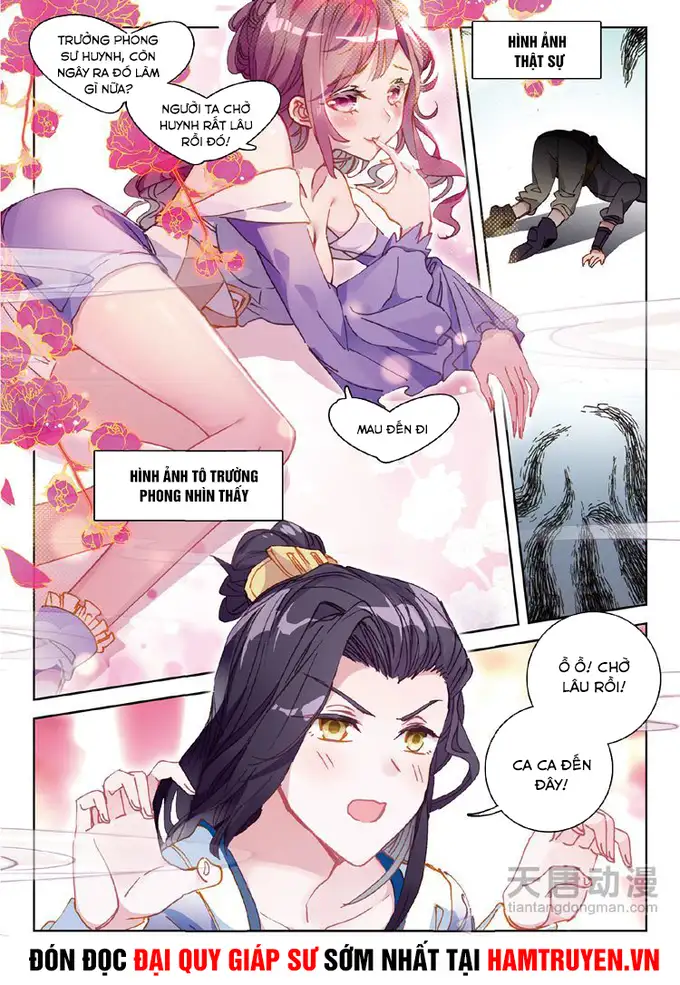 TRƯỞNG PHONG
SƯ HUYNH, CÒN
NGÂY RA ĐÓ LÀM
GÌ NỮA?
NGƯỜI TA CHỜ
HUYNH RẤT LÂU
RỒI ĐÓ!
HÌNH ẢNH
THẬT SỰ
MAU ĐẾN ĐI
HÌNH ẢNH TÔ TRƯỜNG
PHONG NHÌN THẤY
Ồ Ồ! CHỜ
LÂU RỒI!
CA CA ĐẾN
ĐÂY!
天君动漫
tiantangdongman.com
ĐÓN ĐỌC ĐẠI QUY GIÁP SƯ SỚM NHẤT TẠI HAMTRUYEN.VN